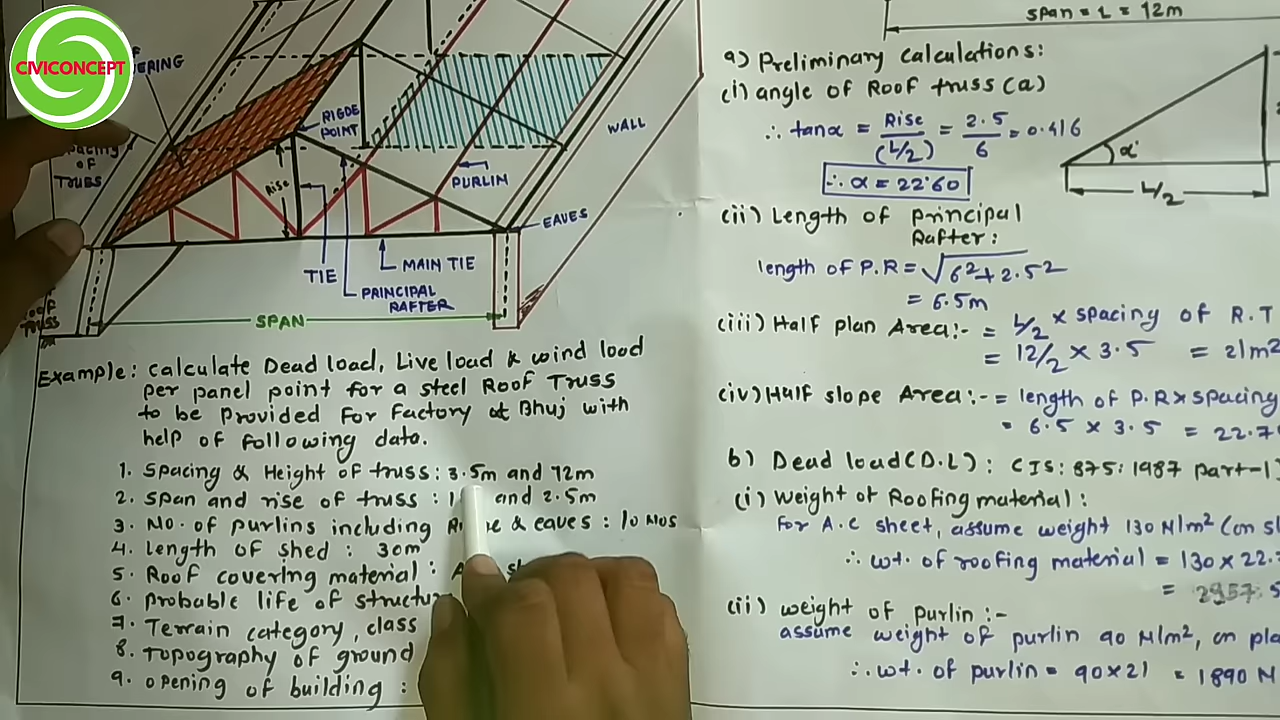 CIVICONCEPT
OF
ERING
spacing
OF
TRUSS
RIGDE
POINT
WALL
RISE
PURLIN
EAVES
TIE
MAIN TIE
PRINCIPAL
RAFTER
OF
TRUSS
SPAN
Example: Calculate Dead load, Live load & wind load
per panel point for a steel Roof Truss
to be provided for factory at Bhuj with
help of following data.
1. Spacing & Height of truss: 3.5m and 12m
2. Span and rise of truss : and 2.5m
3. No. of purlins including & eaves : 10 Nos
4. Length of shed : 30m
5. Roof covering material :
6. Probable life of
7. Terrain category, class
8. Topography of ground
9. Opening of building :
span = L = 12m
a) Preliminary calculations:
(i) angle of Roof truss (α)
∴ tanα = Rise/(L/2) = 2.5/6 = 0.416
∴ α = 22.60
α
L/2
(ii) Length of principal
Rafter:
length of P.R = √6²+2.5²
= 6.5m
(iii) Half plan Area:- = L/2 × spacing of R.T
= 12/2 × 3.5 = 21m²
(iv) Half slope Area:- = length of P.R × spacing
= 6.5 × 3.5 = 22.7
b) Dead load (D.L): CIS: 875: 1987 part-1
(i) Weight of Roofing material:
For A.C sheet, assume weight 130 N/m² (on
∴ wt. of roofing material = 130 × 22.
= 2957.5
(ii) weight of Purlin :-
assume weight of purlin 90 N/m², on
∴ wt. of purlin = 90×21 = 1890 N